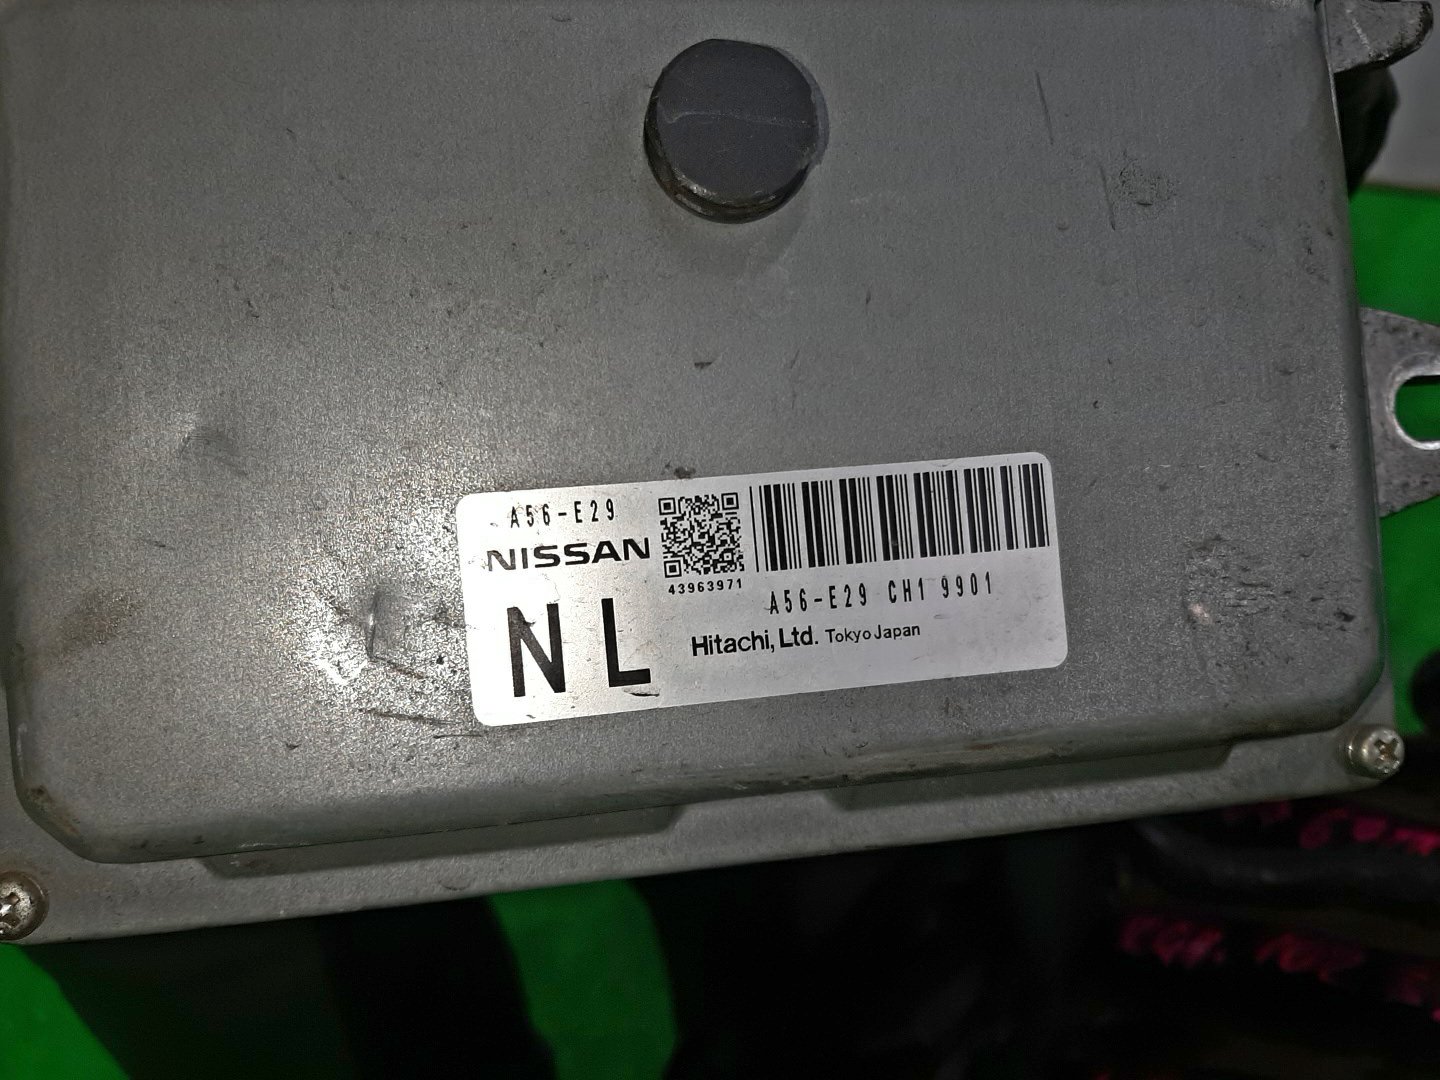 A56-E29
NISSAN
43963971
A56-E29 CH1 9901
NL
Hitachi, Ltd. Tokyo Japan